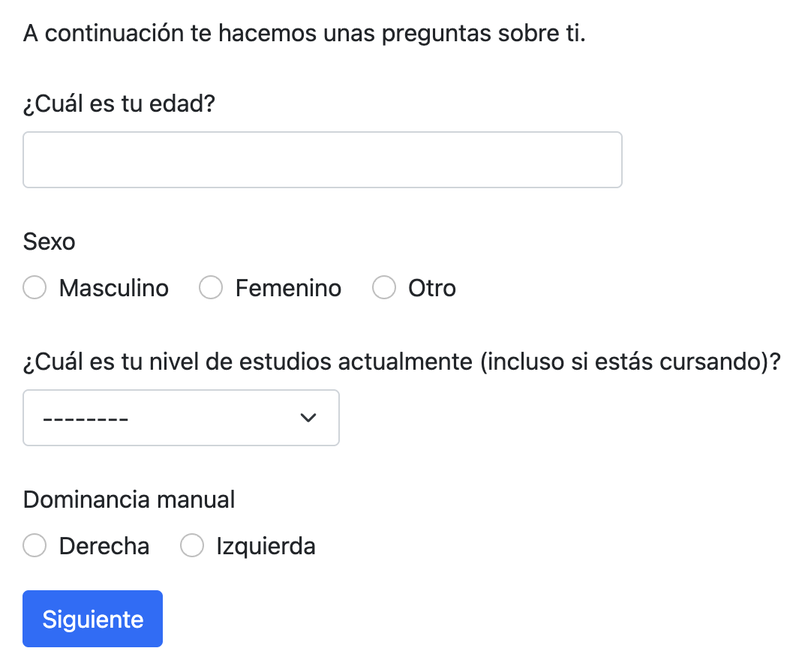 A continuación te hacemos unas preguntas sobre ti.
¿Cuál es tu edad?
Sexo
Masculino Femenino Otro
¿Cuál es tu nivel de estudios actualmente (incluso si estás cursando)?
--------
Dominancia manual
Derecha Izquierda
Siguiente